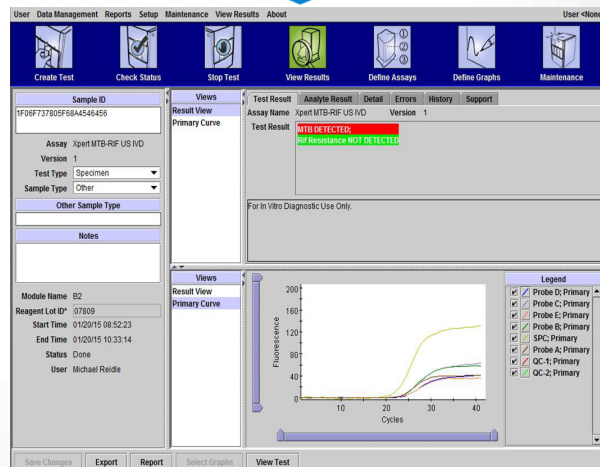 User Data Management Reports Setup Maintenance View Results About User <None
Create Test Check Status Stop Test View Results Define Assays Define Graphs Maintenance
Sample ID
1F06F737805F68A4546456
Assay Xpert MTB-RIF US IVD
Version 1
Test Type Specimen
Sample Type Other
Other Sample Type
Notes
Module Name B2
Reagent Lot ID* 07809
Start Time 01/20/15 08:52:23
End Time 01/20/15 10:33:14
Status Done
User Michael Reidle
Views
Result View
Primary Curve
Test Result Analyte Result Detail Errors History Support
Assay Name Xpert MTB-RIF US IVD Version 1
Test Result MTB DETECTED;
Rif Resistance NOT DETECTED
For In Vitro Diagnostic Use Only.
Views
Result View
Primary Curve
Fluorescence
200
160
120
80
40
0
10 20 30 40
Cycles
Legend
Probe D; Primary
Probe C; Primary
Probe E; Primary
Probe B; Primary
SPC; Primary
Probe A; Primary
QC-1; Primary
QC-2; Primary
Save Changes Export Report Select Graphs View Test